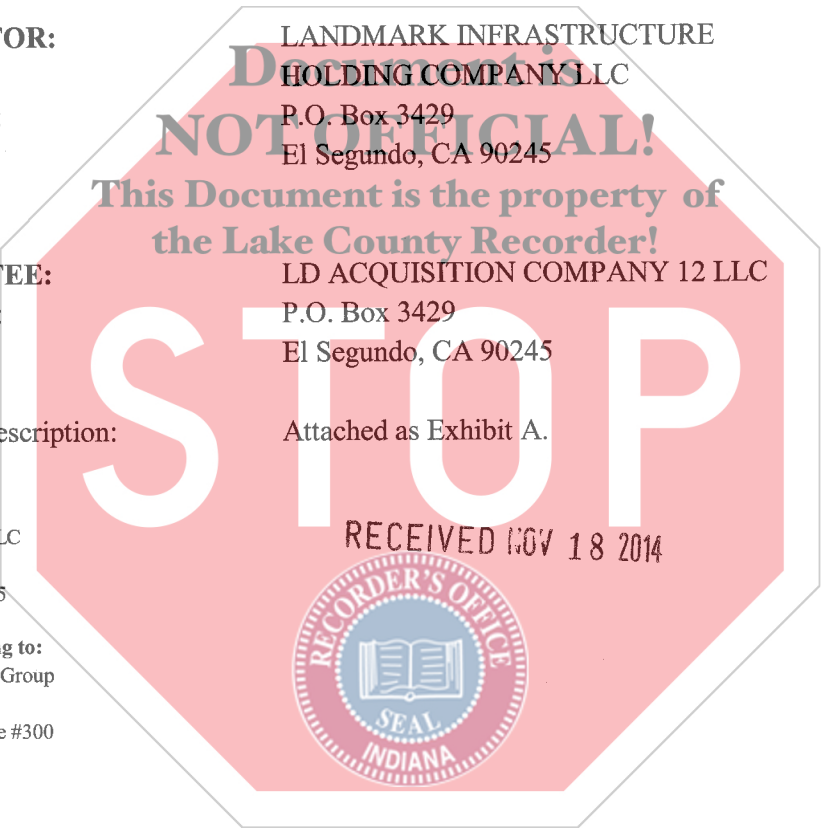 TOR: LANDMARK INFRASTRUCTURE
Document is
HOLDING COMPANY LLC
P.O. Box 3429
NOT OFFICIAL!
El Segundo, CA 90245
This Document is the property of
the Lake County Recorder!
TEE: LD ACQUISITION COMPANY 12 LLC
P.O. Box 3429
El Segundo, CA 90245
STOP
escription: Attached as Exhibit A.
LC
RECEIVED NOV 18 2014
5
g to:
Group
e #300
RECORDER'S OFFICE
SEAL
INDIANA